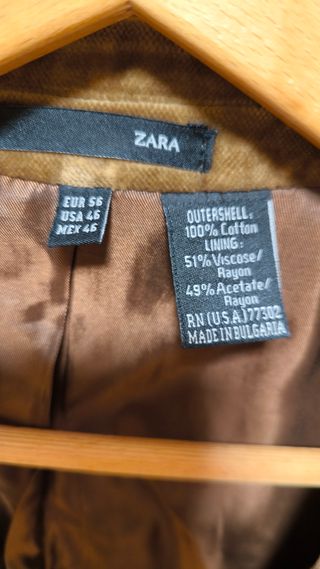 ZARA
EUR 56
USA 46
MEX 46
OUTERSHELL:
100% Cotton
LINING:
51% Viscose/
Rayon
49% Acetate/
Rayon
RN(U.S.A)77302
MADE IN BULGARIA